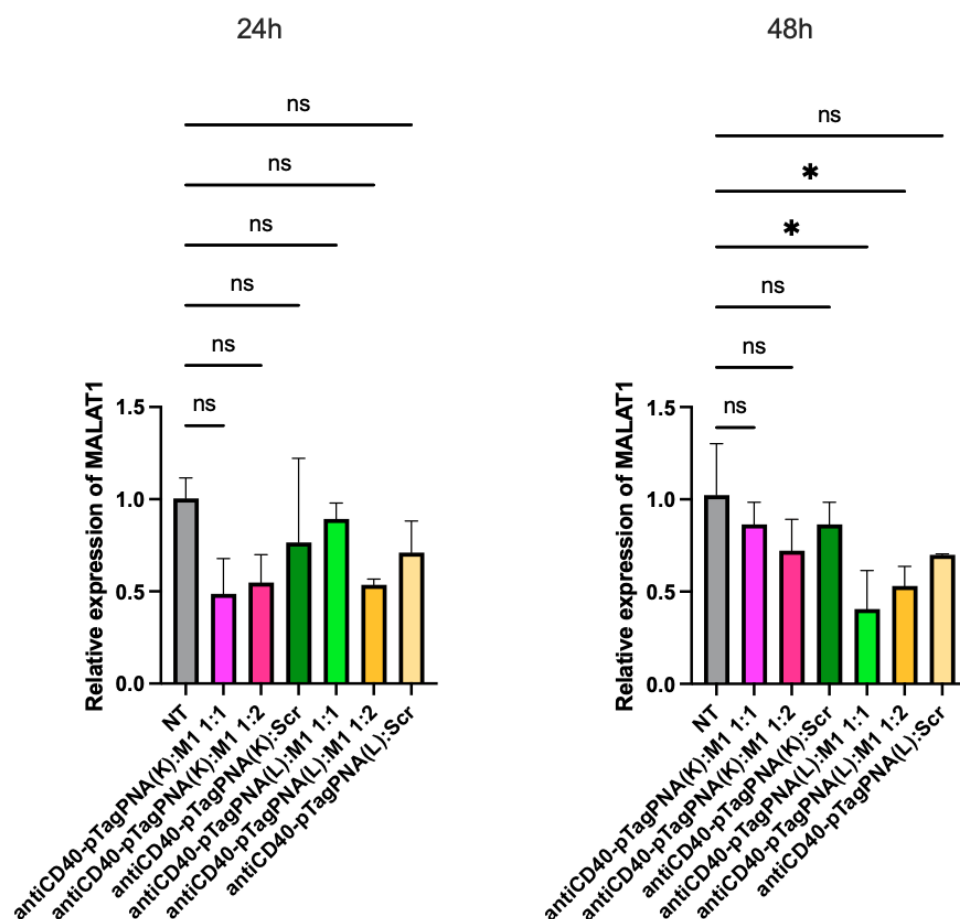 24h
ns
ns
ns
ns
ns
ns
Relative expression of MALAT1
1.5
1.0
0.5
0.0
NT
antiCD40-pTagPNA(K):M1 1:1
antiCD40-pTagPNA(K):M1 1:2
antiCD40-pTagPNA(K):Scr
antiCD40-pTagPNA(L):M1 1:1
antiCD40-pTagPNA(L):M1 1:2
antiCD40-pTagPNA(L):Scr
48h
ns
*
*
ns
ns
ns
Relative expression of MALAT1
1.5
1.0
0.5
0.0
NT
antiCD40-pTagPNA(K):M1 1:1
antiCD40-pTagPNA(K):M1 1:2
antiCD40-pTagPNA(K):Scr
antiCD40-pTagPNA(L):M1 1:1
antiCD40-pTagPNA(L):M1 1:2
antiCD40-pTagPNA(L):Scr